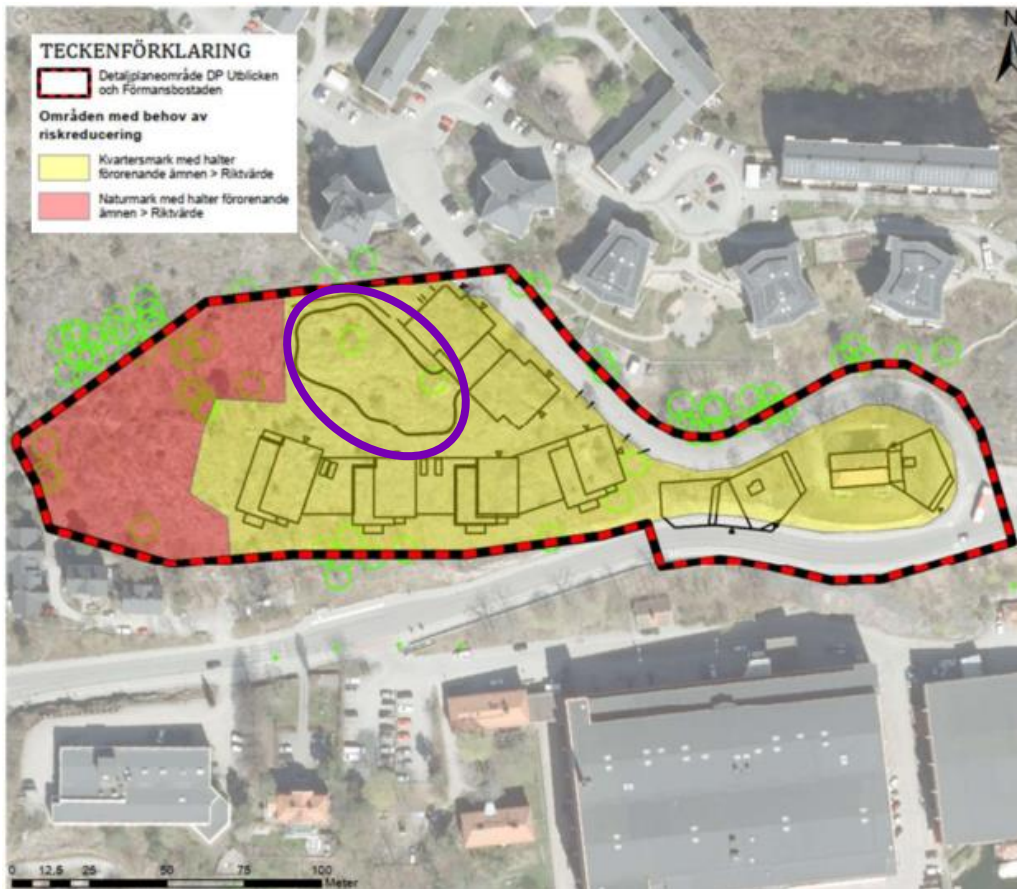 TECKENFÖRKLARING
Detaljplaneområde DP Utblicken
och Förmansbostaden
Områden med behov av
riskreducering
Kvartersmark med halter
förorenande ämnen > Riktvärde
Naturmark med halter förorenande
ämnen > Riktvärde
N
0 12,5 25 50 75 100
Meter